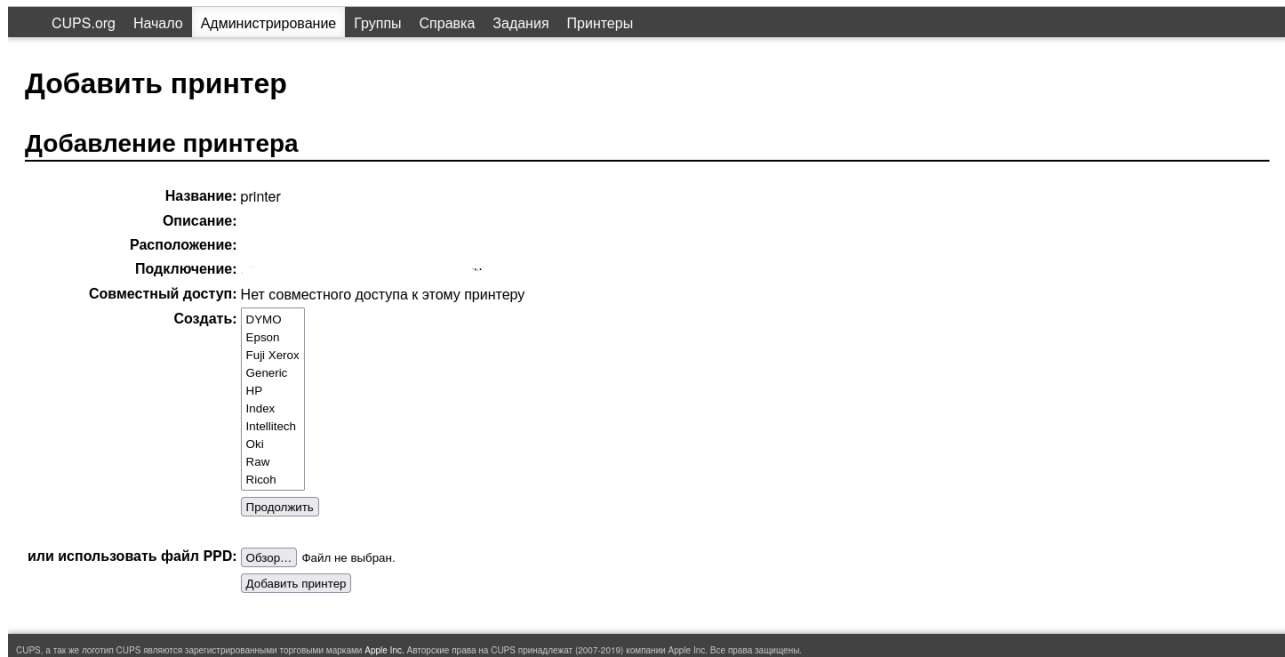 CUPS.org Начало Администрирование Группы Справка Задания Принтеры
Добавить принтер
Добавление принтера
Название: printer
Описание:
Расположение:
Подключение:
Совместный доступ: Нет совместного доступа к этому принтеру
Создать:
DYMO
Epson
Fuji Xerox
Generic
HP
Index
Intellitech
Oki
Raw
Ricoh
Продолжить
или использовать файл PPD: Обзор... Файл не выбран.
Добавить принтер
CUPS, а так же логотип CUPS являются зарегистрированными торговыми марками Apple Inc. Авторские права на CUPS принадлежат (2007-2019) компании Apple Inc. Все права защищены.